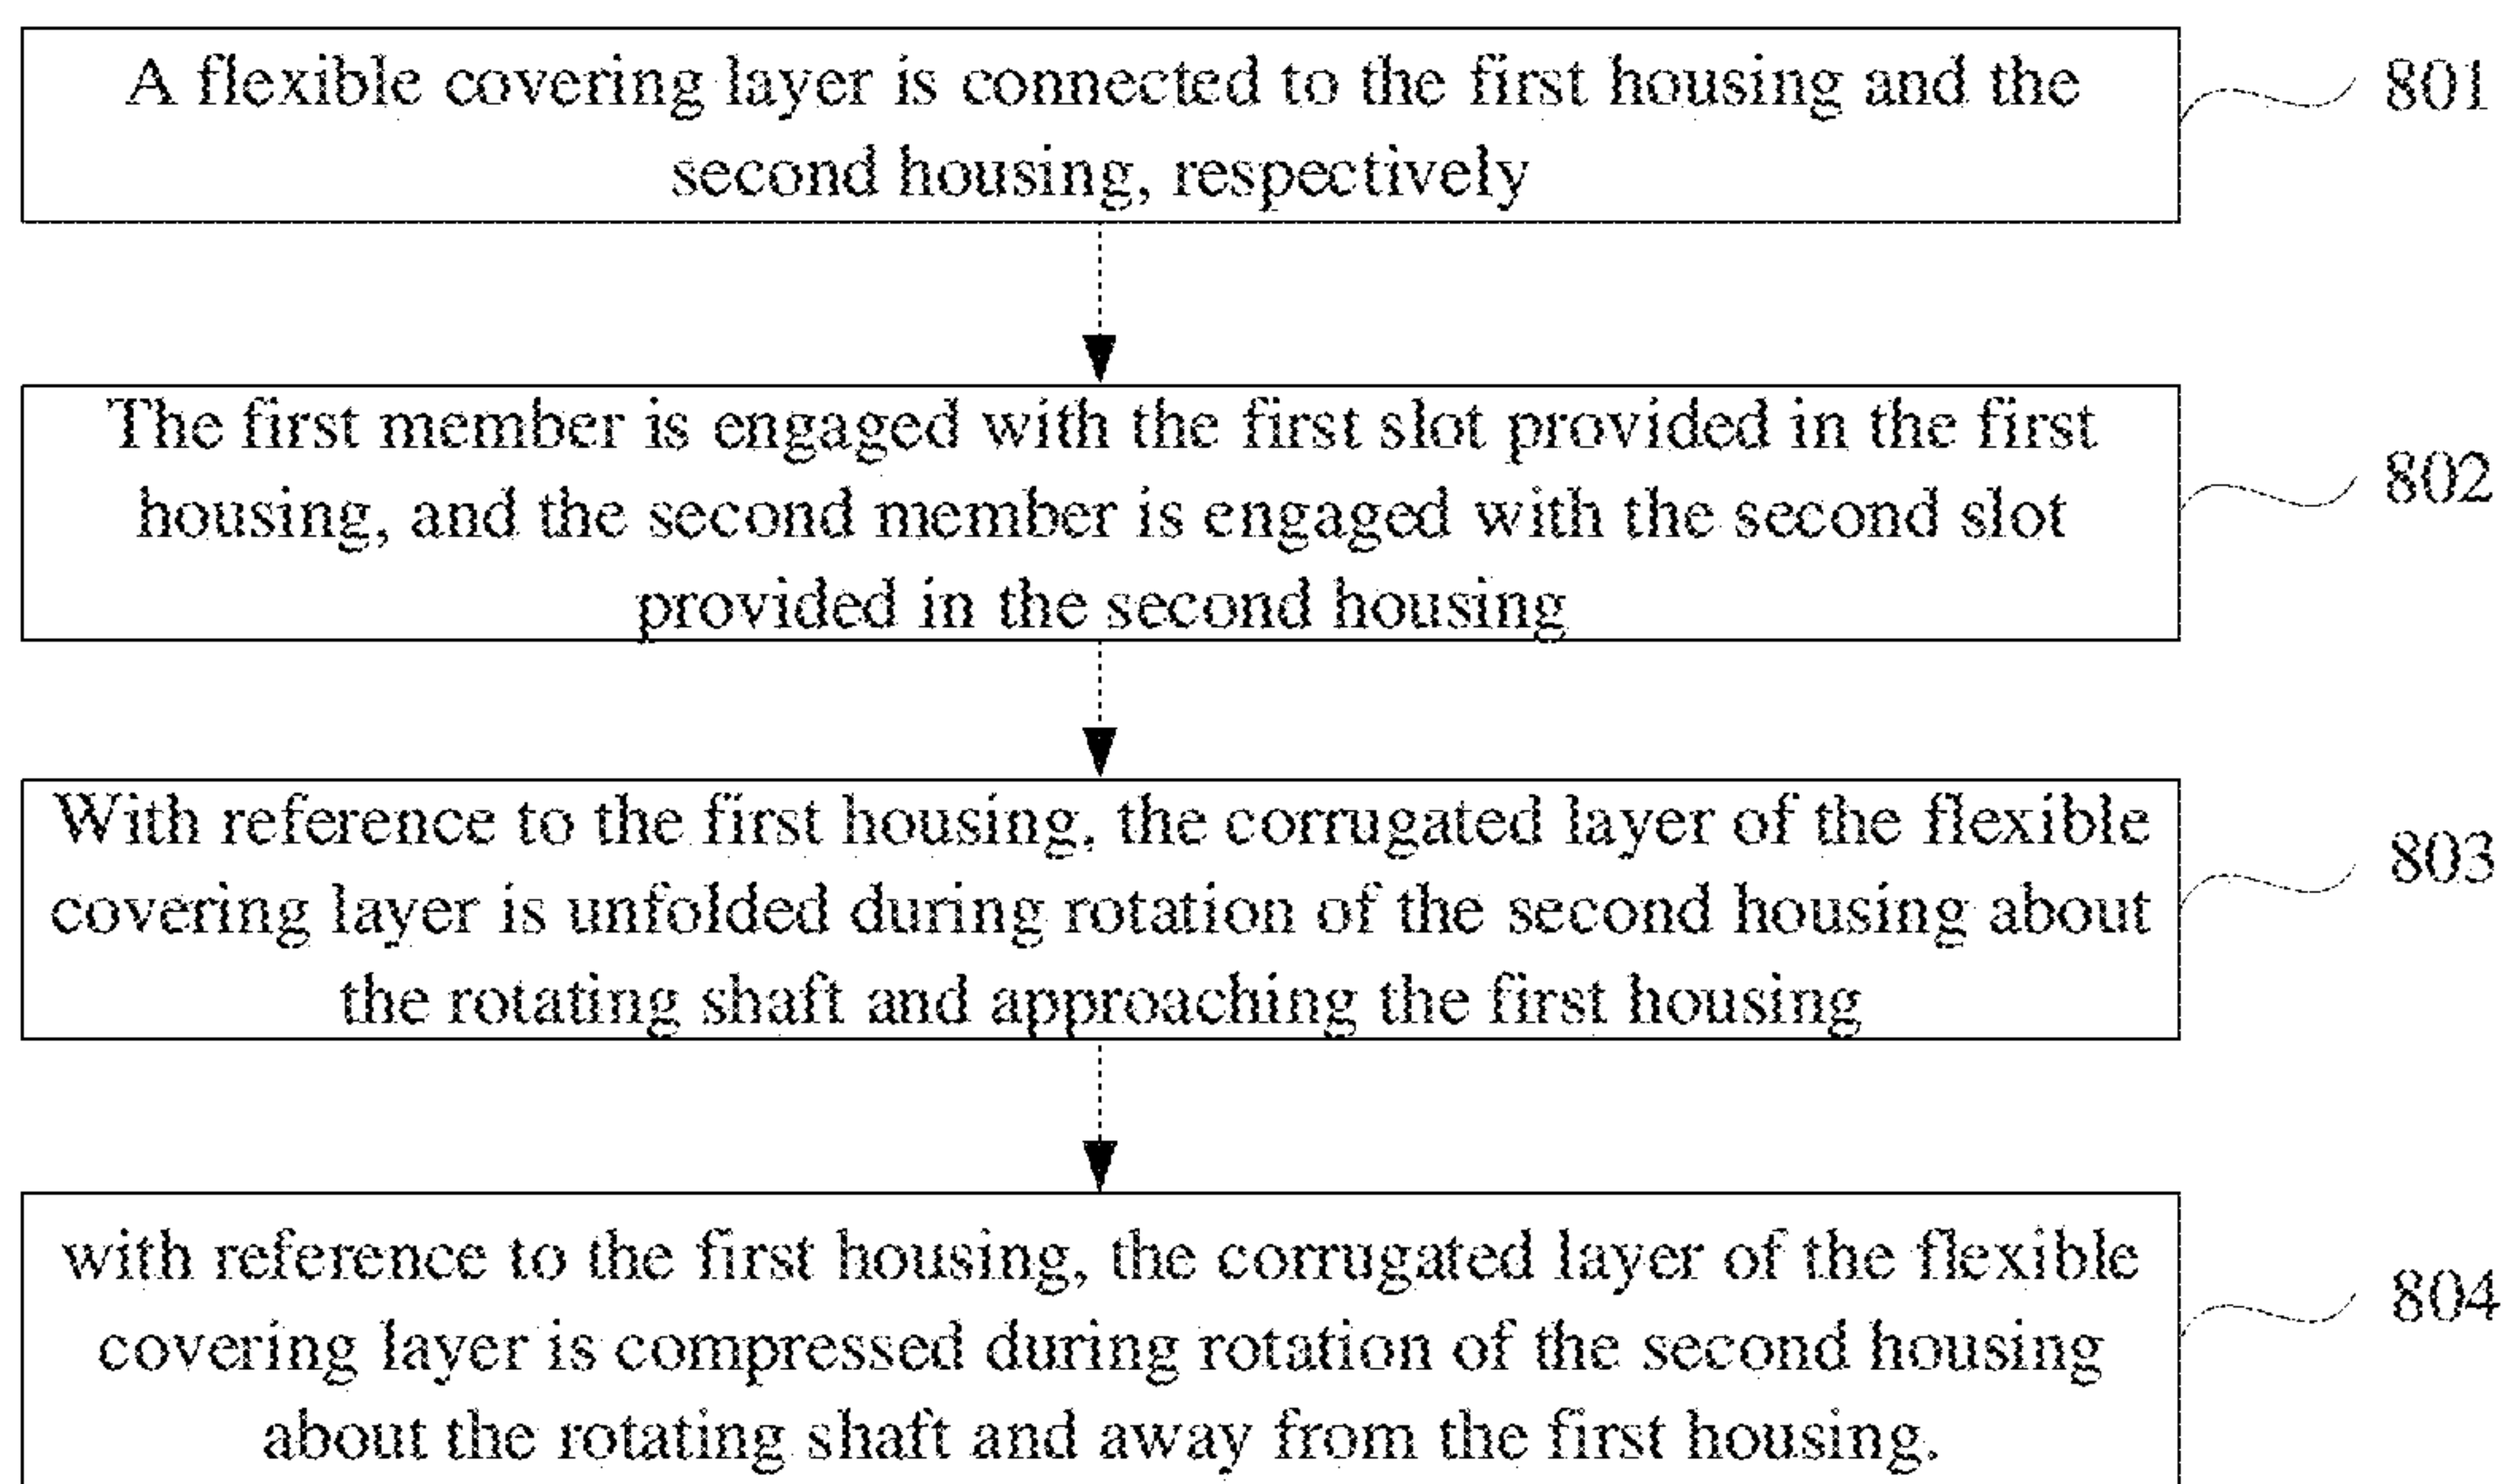 A flexible covering layer is connected to the first housing and the
second housing, respectively
801
The first member is engaged with the first slot provided in the first
housing, and the second member is engaged with the second slot
provided in the second housing
802
With reference to the first housing, the corrugated layer of the flexible
covering layer is unfolded during rotation of the second housing about
the rotating shaft and approaching the first housing
803
with reference to the first housing, the corrugated layer of the flexible
covering layer is compressed during rotation of the second housing
about the rotating shaft and away from the first housing.
804